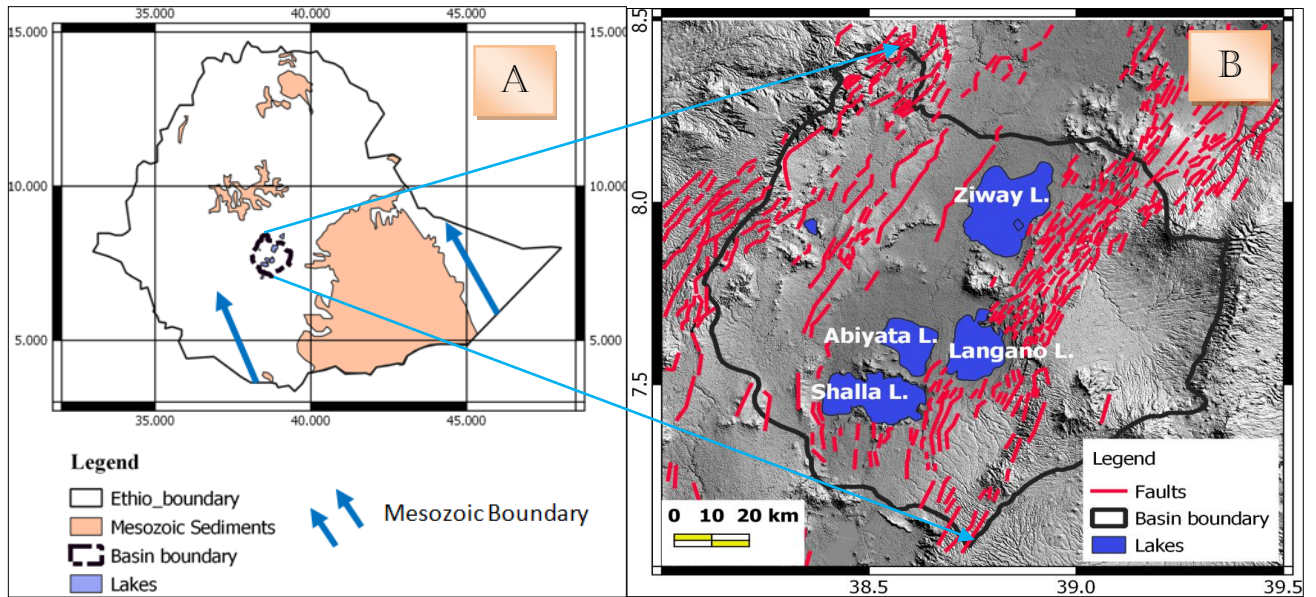 35.000 40.000 45.000
15.000 15.000
A
10.000 10.000
5.000 5.000
35.000 40.000 45.000
Legend
Ethio_boundary
Mesozoic Sediments
Basin boundary
Lakes
Mesozoic Boundary
8.5
B
8.0
Ziway L.
Abiyata L.
Langano L.
7.5
Shalla L.
Legend
Faults
Basin boundary
Lakes
0 10 20 km
38.5 39.0 39.5